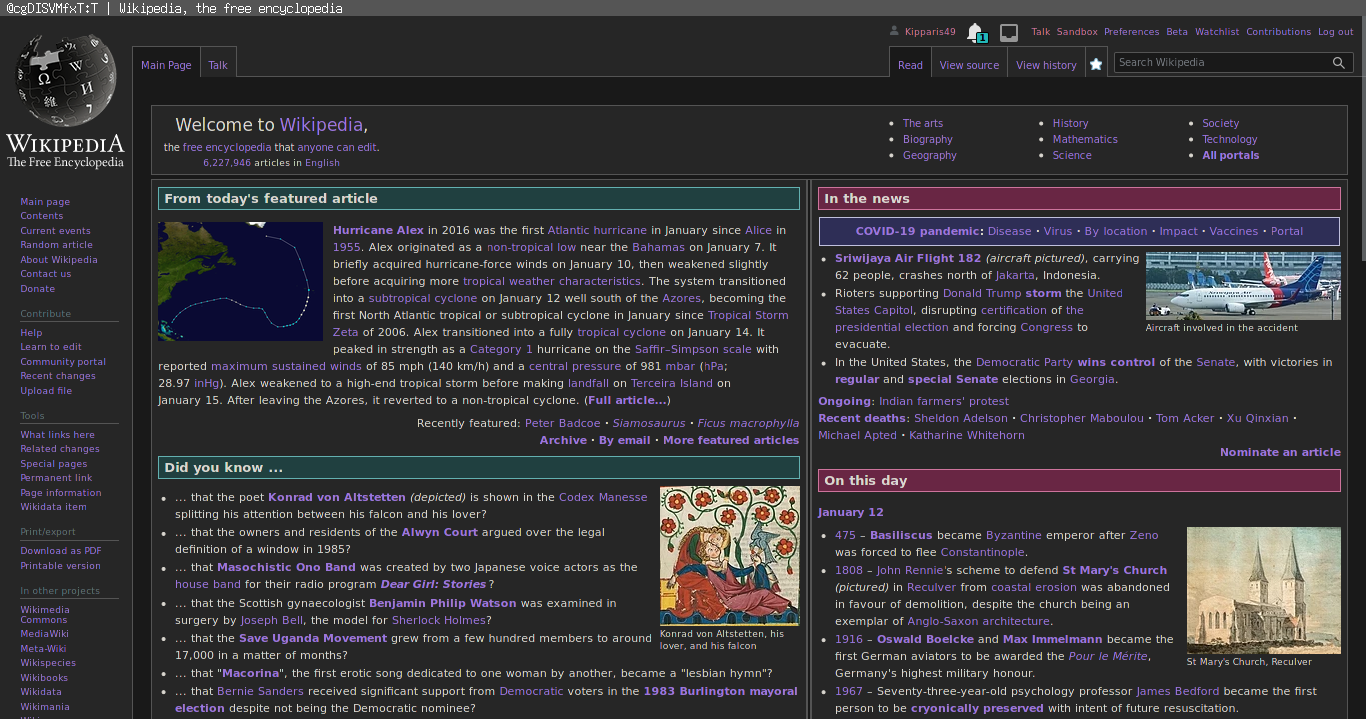 @cgDISVMfxT:T | Wikipedia, the free encyclopedia
Kipparis49 1 Talk Sandbox Preferences Beta Watchlist Contributions Log out
Main Page Talk Read View source View history Search Wikipedia
WIKIPEDIA
The Free Encyclopedia
Main page
Contents
Current events
Random article
About Wikipedia
Contact us
Donate
Contribute
Help
Learn to edit
Community portal
Recent changes
Upload file
Tools
What links here
Related changes
Special pages
Permanent link
Page information
Wikidata item
Print/export
Download as PDF
Printable version
In other projects
Wikimedia
Commons
MediaWiki
Meta-Wiki
Wikispecies
Wikibooks
Wikidata
Wikimania
Welcome to Wikipedia,
the free encyclopedia that anyone can edit.
6,227,946 articles in English
• The arts
• Biography
• Geography
• History
• Mathematics
• Science
• Society
• Technology
• All portals
From today's featured article
Hurricane Alex in 2016 was the first Atlantic hurricane in January since Alice in
1955. Alex originated as a non-tropical low near the Bahamas on January 7. It
briefly acquired hurricane-force winds on January 10, then weakened slightly
before acquiring more tropical weather characteristics. The system transitioned
into a subtropical cyclone on January 12 well south of the Azores, becoming the
first North Atlantic tropical or subtropical cyclone in January since Tropical Storm
Zeta of 2006. Alex transitioned into a fully tropical cyclone on January 14. It
peaked in strength as a Category 1 hurricane on the Saffir–Simpson scale with
reported maximum sustained winds of 85 mph (140 km/h) and a central pressure of 981 mbar (hPa;
28.97 inHg). Alex weakened to a high-end tropical storm before making landfall on Terceira Island on
January 15. After leaving the Azores, it reverted to a non-tropical cyclone. (Full article...)
Recently featured: Peter Badcoe · Siamosaurus · Ficus macrophylla
Archive · By email · More featured articles
Did you know ...
• ... that the poet Konrad von Altstetten (depicted) is shown in the Codex Manesse
splitting his attention between his falcon and his lover?
• ... that the owners and residents of the Alwyn Court argued over the legal
definition of a window in 1985?
• ... that Masochistic Ono Band was created by two Japanese voice actors as the
house band for their radio program Dear Girl: Stories?
• ... that the Scottish gynaecologist Benjamin Philip Watson was examined in
surgery by Joseph Bell, the model for Sherlock Holmes?
• ... that the Save Uganda Movement grew from a few hundred members to around
17,000 in a matter of months?
• ... that "Macorina", the first erotic song dedicated to one woman by another, became a "lesbian hymn"?
• ... that Bernie Sanders received significant support from Democratic voters in the 1983 Burlington mayoral
election despite not being the Democratic nominee?
Konrad von Altstetten, his
lover, and his falcon
In the news
COVID-19 pandemic: Disease · Virus · By location · Impact · Vaccines · Portal
• Sriwijaya Air Flight 182 (aircraft pictured), carrying
62 people, crashes north of Jakarta, Indonesia.
• Rioters supporting Donald Trump storm the United
States Capitol, disrupting certification of the
presidential election and forcing Congress to
evacuate.
• In the United States, the Democratic Party wins control of the Senate, with victories in
regular and special Senate elections in Georgia.
Aircraft involved in the accident
Ongoing: Indian farmers' protest
Recent deaths: Sheldon Adelson · Christopher Maboulou · Tom Acker · Xu Qinxian ·
Michael Apted · Katharine Whitehorn
Nominate an article
On this day
January 12
• 475 – Basiliscus became Byzantine emperor after Zeno
was forced to flee Constantinople.
• 1808 – John Rennie's scheme to defend St Mary's Church
(pictured) in Reculver from coastal erosion was abandoned
in favour of demolition, despite the church being an
exemplar of Anglo-Saxon architecture.
• 1916 – Oswald Boelcke and Max Immelmann became the
first German aviators to be awarded the Pour le Mérite,
Germany's highest military honour.
• 1967 – Seventy-three-year-old psychology professor James Bedford became the first
person to be cryonically preserved with intent of future resuscitation.
St Mary's Church, Reculver